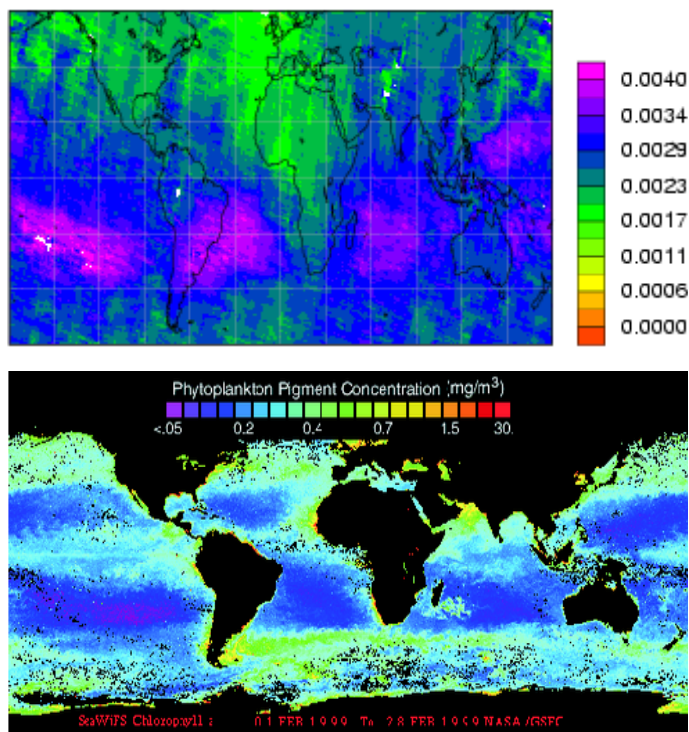 0.0040
0.0034
0.0029
0.0023
0.0017
0.0011
0.0006
0.0000
Phytoplankton Pigment Concentration (mg/m³)
<.05 0.2 0.4 0.7 1.5 30.
SeaWiFS Chlorophyll : 01 FEB 1999 To 28 FEB 1999 NASA/GSFC